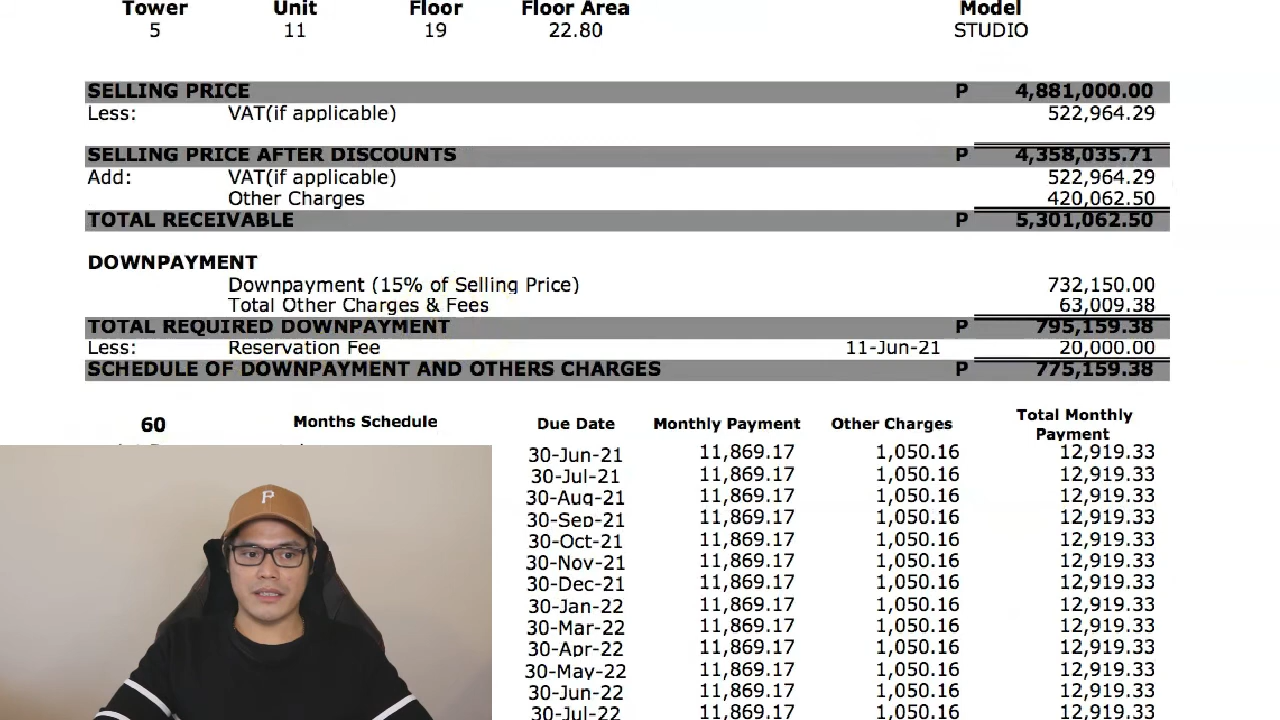 Tower Unit Floor Floor Area Model
5 11 19 22.80 STUDIO
SELLING PRICE P 4,881,000.00
Less: VAT(if applicable) 522,964.29
SELLING PRICE AFTER DISCOUNTS P 4,358,035.71
Add: VAT(if applicable) 522,964.29
Other Charges 420,062.50
TOTAL RECEIVABLE P 5,301,062.50
DOWNPAYMENT
Downpayment (15% of Selling Price) 732,150.00
Total Other Charges & Fees 63,009.38
TOTAL REQUIRED DOWNPAYMENT P 795,159.38
Less: Reservation Fee 11-Jun-21 20,000.00
SCHEDULE OF DOWNPAYMENT AND OTHERS CHARGES P 775,159.38
60 Months Schedule Due Date Monthly Payment Other Charges Total Monthly
Payment
30-Jun-21 11,869.17 1,050.16 12,919.33
30-Jul-21 11,869.17 1,050.16 12,919.33
30-Aug-21 11,869.17 1,050.16 12,919.33
30-Sep-21 11,869.17 1,050.16 12,919.33
30-Oct-21 11,869.17 1,050.16 12,919.33
30-Nov-21 11,869.17 1,050.16 12,919.33
30-Dec-21 11,869.17 1,050.16 12,919.33
30-Jan-22 11,869.17 1,050.16 12,919.33
30-Mar-22 11,869.17 1,050.16 12,919.33
30-Apr-22 11,869.17 1,050.16 12,919.33
30-May-22 11,869.17 1,050.16 12,919.33
30-Jun-22 11,869.17 1,050.16 12,919.33
30-Jul-22 11,869.17 1,050.16 12,919.33
P